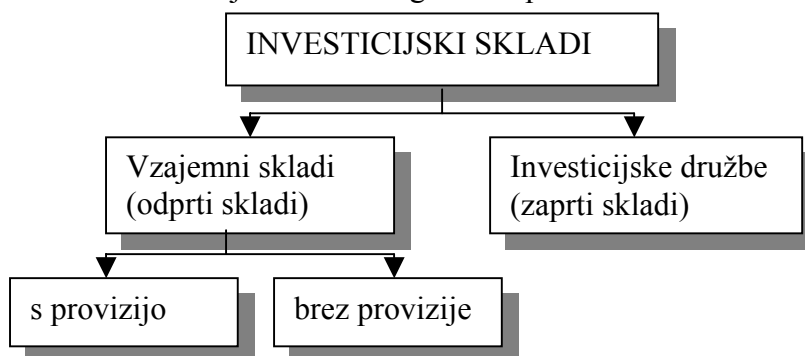 INVESTICIJSKI SKLADI
Vzajemni skladi
(odprti skladi)
Investicijske družbe
(zaprti skladi)
s provizijo
brez provizije